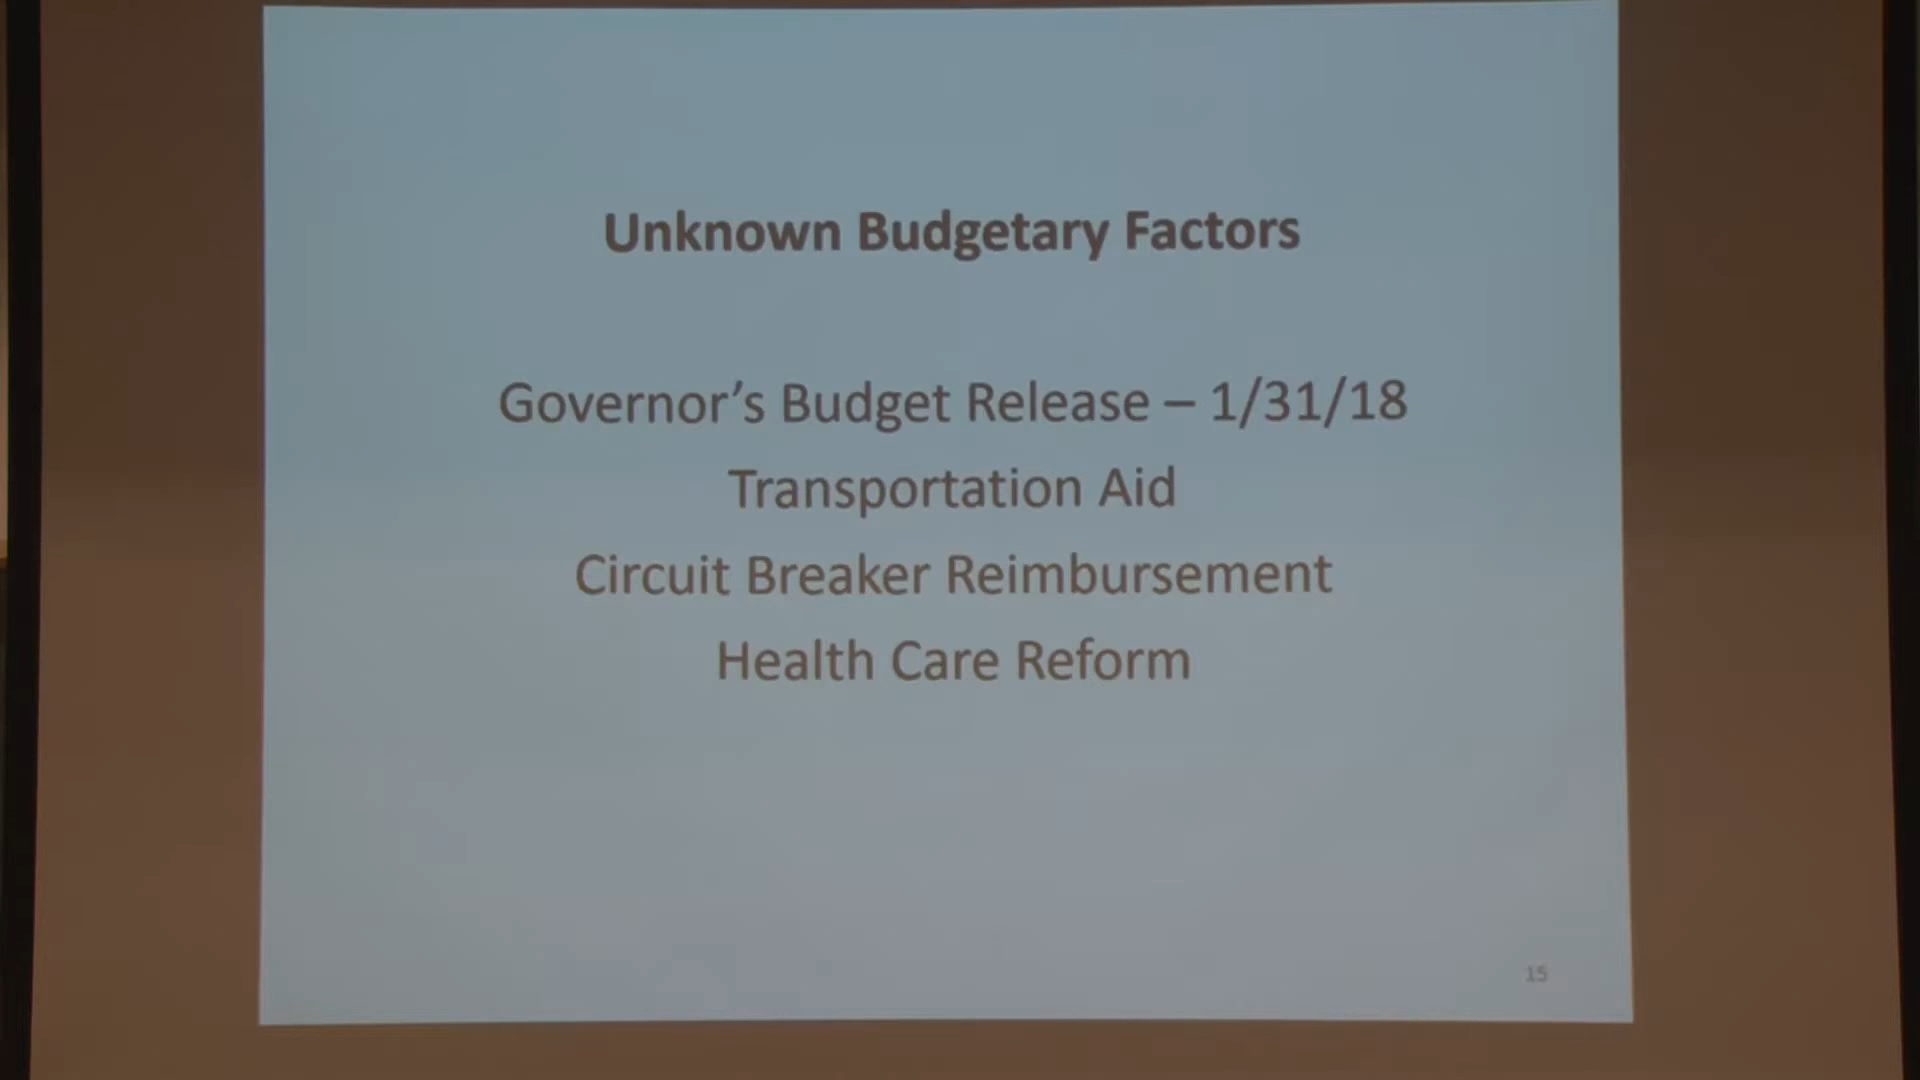 Unknown Budgetary Factors
Governor's Budget Release – 1/31/18
Transportation Aid
Circuit Breaker Reimbursement
Health Care Reform
15